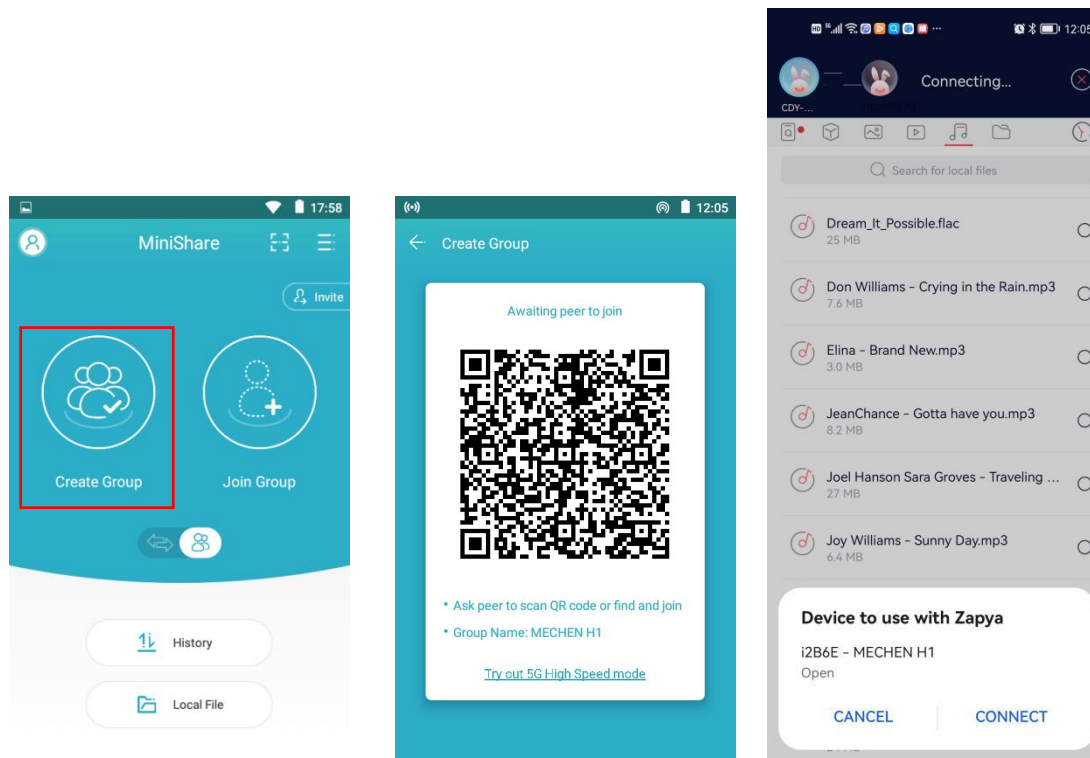 17:58
MiniShare
Invite
Create Group
Join Group
History
Local File
12:05
Create Group
Awaiting peer to join
• Ask peer to scan QR code or find and join
• Group Name: MECHEN H1
Try out 5G High Speed mode
HD 5G 12:05
Connecting...
CDY-...
Search for local files
Dream_It_Possible.flac
25 MB
Don Williams - Crying in the Rain.mp3
7.6 MB
Elina - Brand New.mp3
3.0 MB
JeanChance - Gotta have you.mp3
8.2 MB
Joel Hanson Sara Groves - Traveling ...
27 MB
Joy Williams - Sunny Day.mp3
6.4 MB
Device to use with Zapya
i2B6E - MECHEN H1
Open
CANCEL
CONNECT